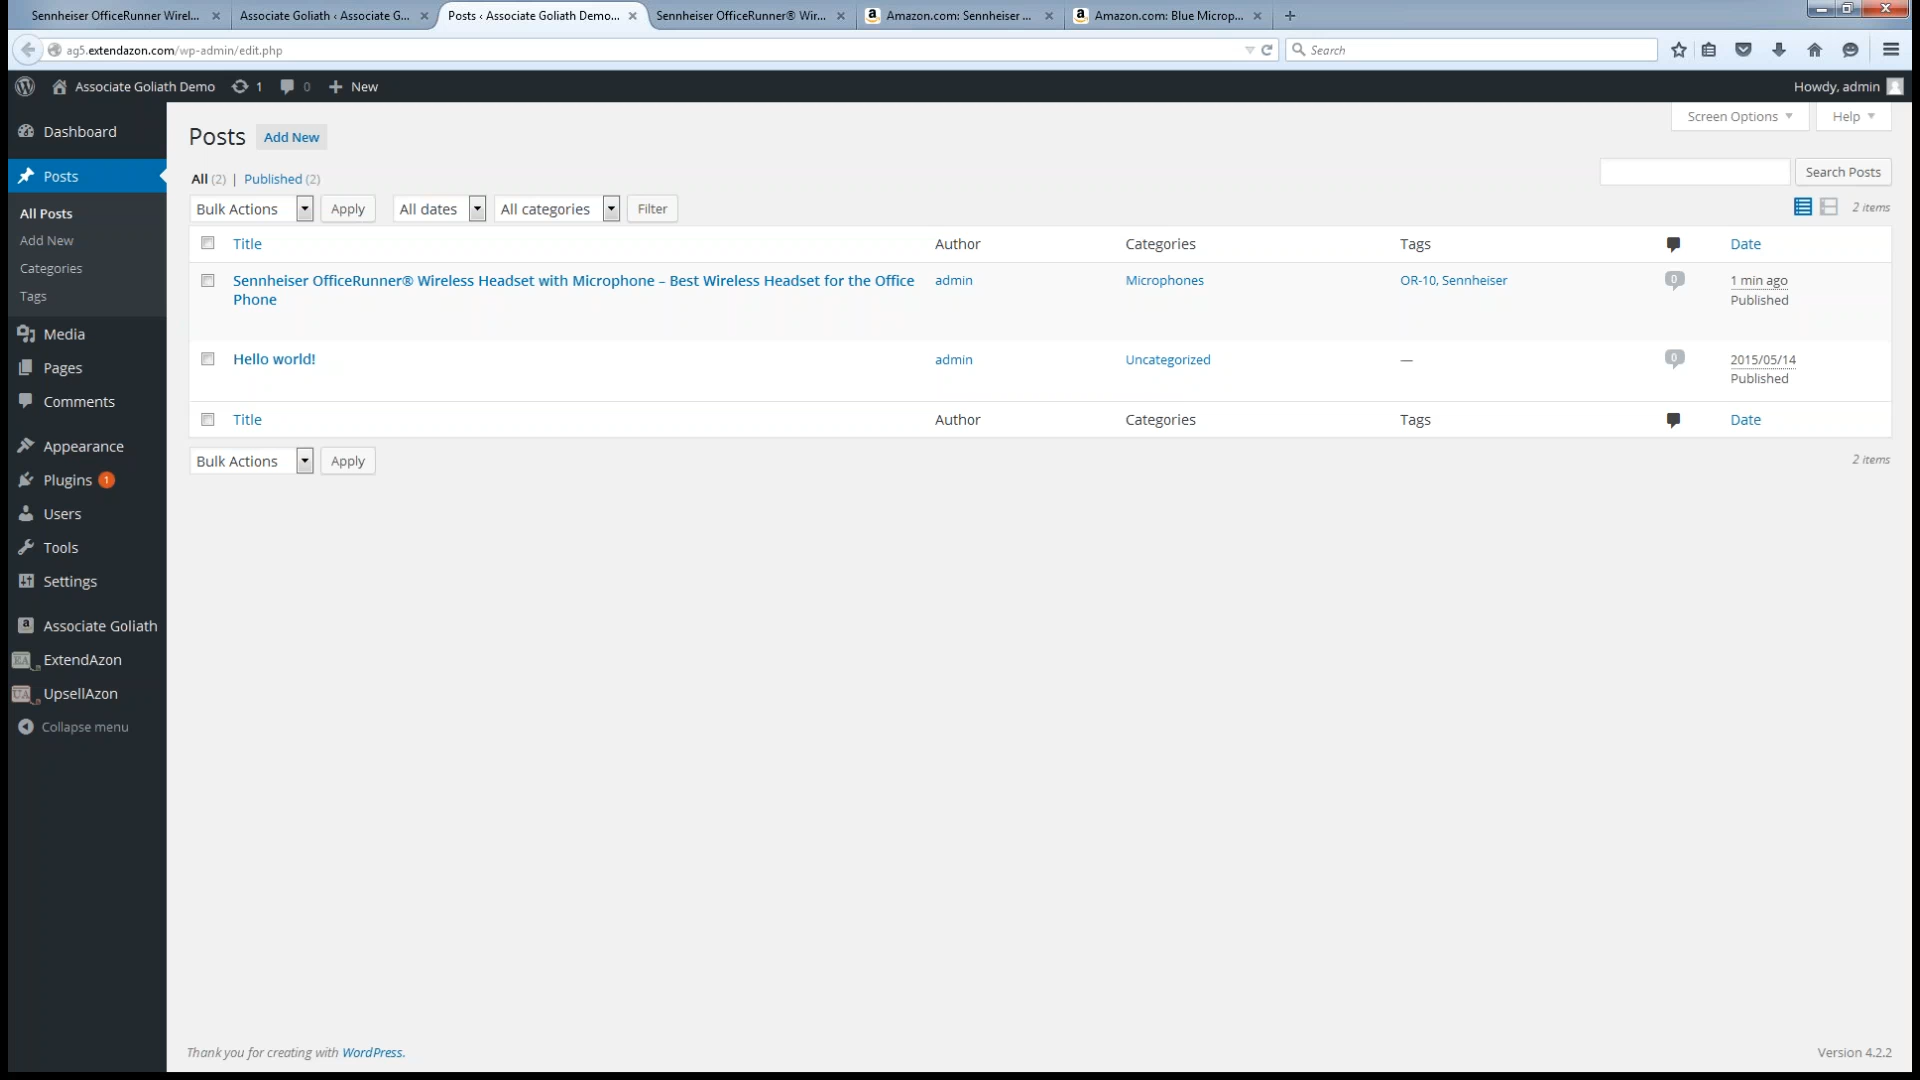 Sennheiser OfficeRunner Wirel...
Associate Goliath ‹ Associate G...
Posts ‹ Associate Goliath Demo...
Sennheiser OfficeRunner® Wir...
Amazon.com: Sennheiser ...
Amazon.com: Blue Microp...
ag5.extendazon.com/wp-admin/edit.php
Search
Associate Goliath Demo
1
0
New
Howdy, admin
Dashboard
Posts
All Posts
Add New
Categories
Tags
Media
Pages
Comments
Appearance
Plugins 1
Users
Tools
Settings
Associate Goliath
ExtendAzon
UpsellAzon
Collapse menu
Screen Options
Help
Posts Add New
All (2) | Published (2)
Search Posts
Bulk Actions Apply All dates All categories Filter
2 items
Title Author Categories Tags Date
Sennheiser OfficeRunner® Wireless Headset with Microphone – Best Wireless Headset for the Office admin Microphones OR-10, Sennheiser 0 1 min ago
Phone Published
Hello world! admin Uncategorized — 0 2015/05/14
Published
Title Author Categories Tags Date
Bulk Actions Apply 2 items
Thank you for creating with WordPress. Version 4.2.2